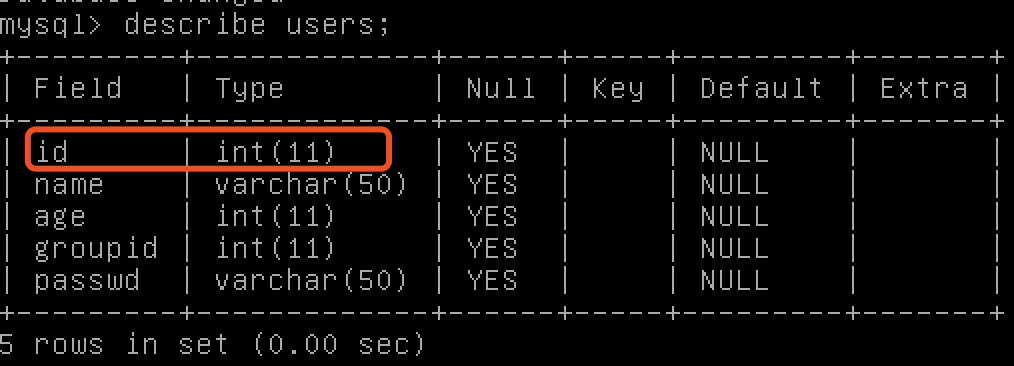 mysql> describe users;
+----------+--------------+------+-----+---------+-------+
| Field | Type | Null | Key | Default | Extra |
+----------+--------------+------+-----+---------+-------+
| id | int(11) | YES | | NULL | |
| name | varchar(50) | YES | | NULL | |
| age | int(11) | YES | | NULL | |
| groupid | int(11) | YES | | NULL | |
| passwd | varchar(50) | YES | | NULL | |
+----------+--------------+------+-----+---------+-------+
5 rows in set (0.00 sec)